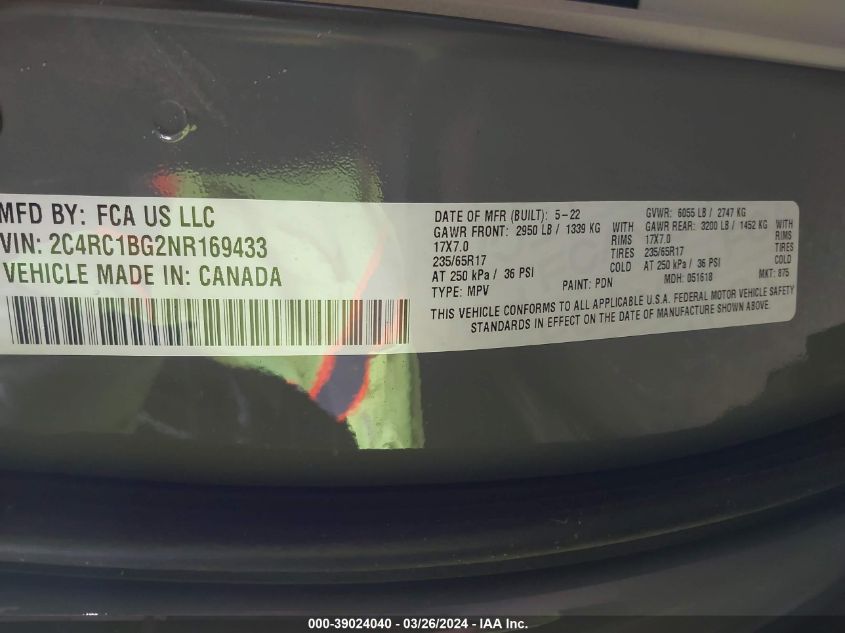 MFD BY: FCA US LLC
VIN: 2C4RC1BG2NR169433
VEHICLE MADE IN: CANADA
DATE OF MFR (BUILT): 5-22 GVWR: 6055 LB / 2747 KG
GAWR FRONT: 2950 LB / 1339 KG WITH GAWR REAR: 3200 LB / 1452 KG WITH
17X7.0 RIMS 17X7.0 RIMS
235/65R17 TIRES 235/65R17 TIRES
AT 250 kPa / 36 PSI COLD AT 250 kPa / 36 PSI COLD
TYPE: MPV PAINT: PDN MDH: 051618 MKT: 875
THIS VEHICLE CONFORMS TO ALL APPLICABLE U.S.A. FEDERAL MOTOR VEHICLE SAFETY
STANDARDS IN EFFECT ON THE DATE OF MANUFACTURE SHOWN ABOVE.
000-39024040 - 03/26/2024 - IAA Inc.